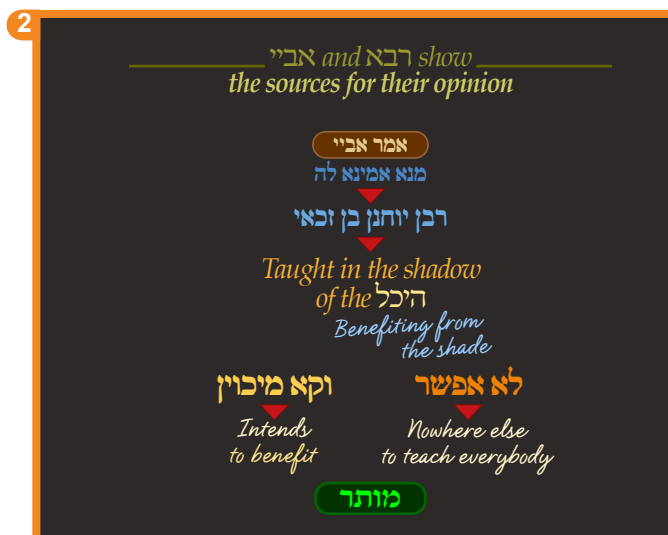 2
אביי and רבא show
the sources for their opinion
אמר אביי
מנא אמינא לה
רבן יוחנן בן זכאי
Taught in the shadow
of the היכל
Benefiting from
the shade
וקא מיכוין לא אפשר
Intends Nowhere else
to benefit to teach everybody
מותר